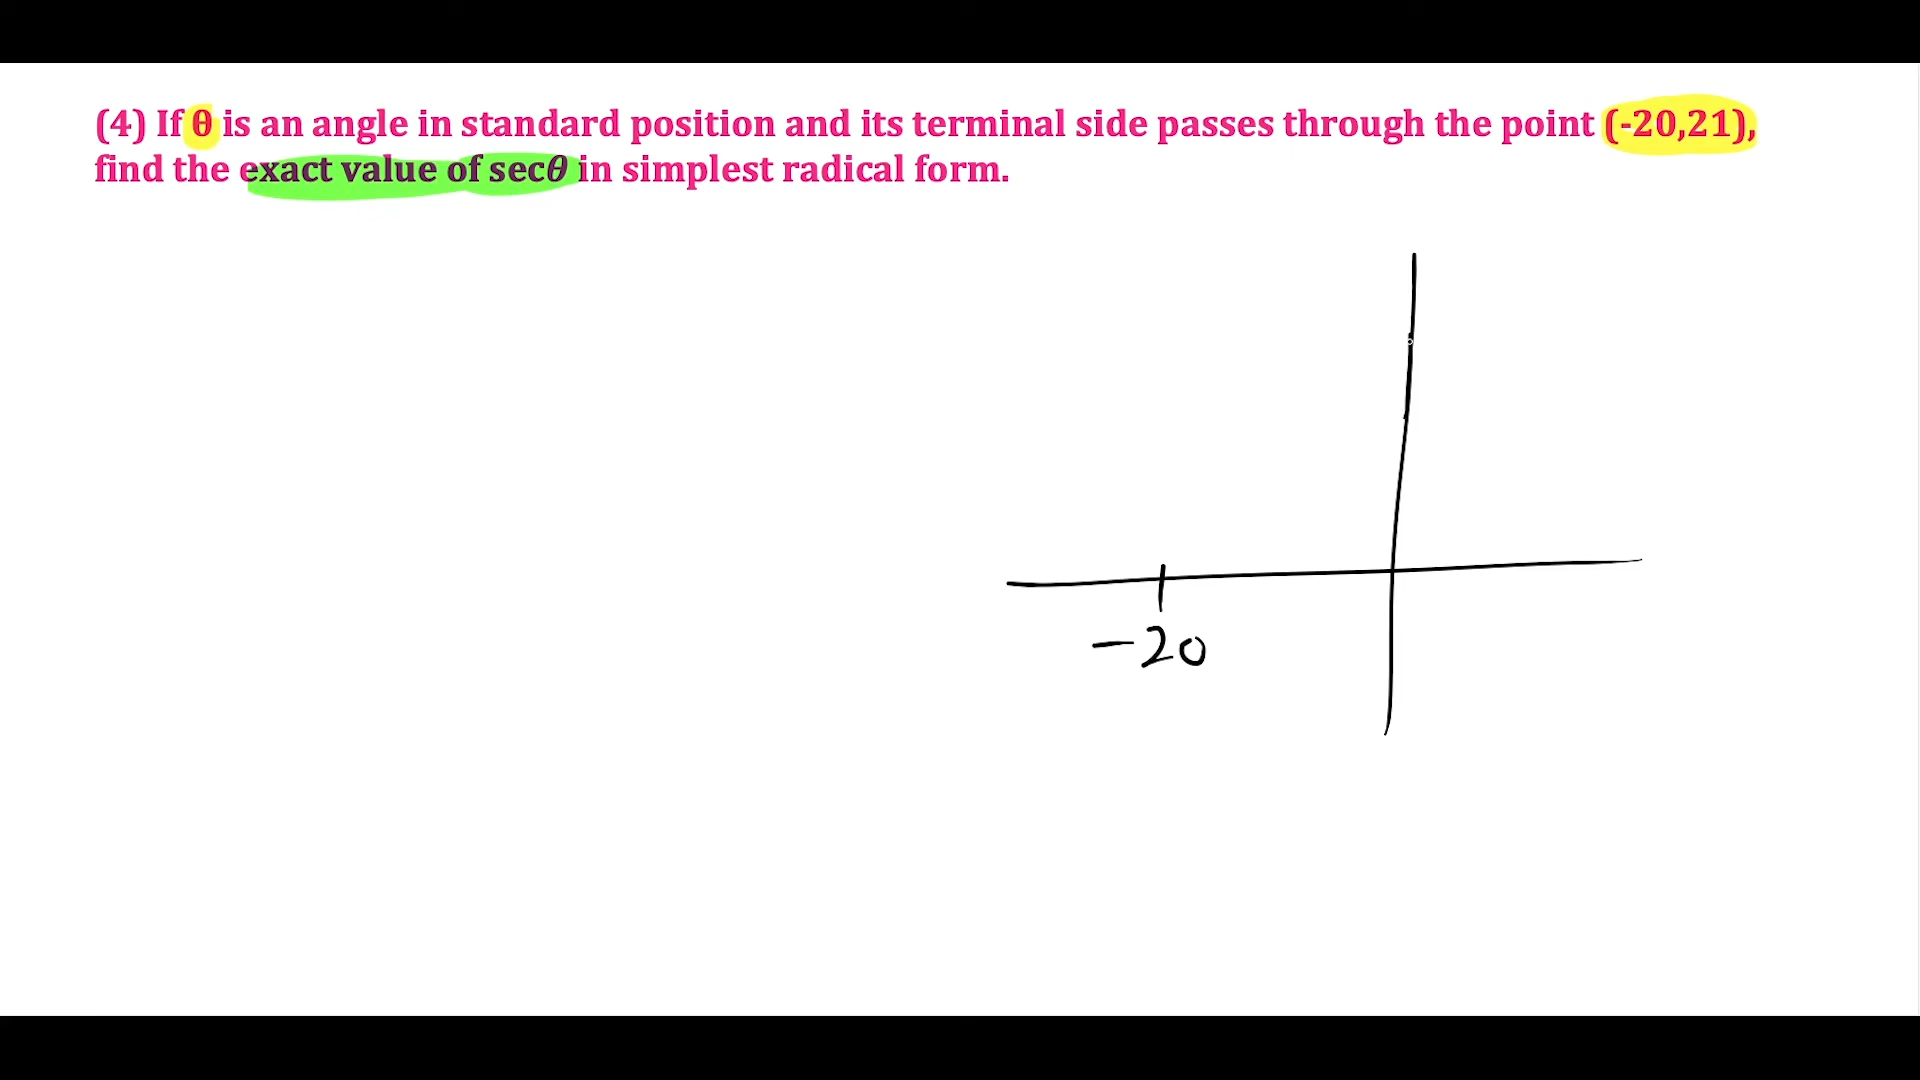 (4) If θ is an angle in standard position and its terminal side passes through the point (-20,21),
find the exact value of secθ in simplest radical form.
-20